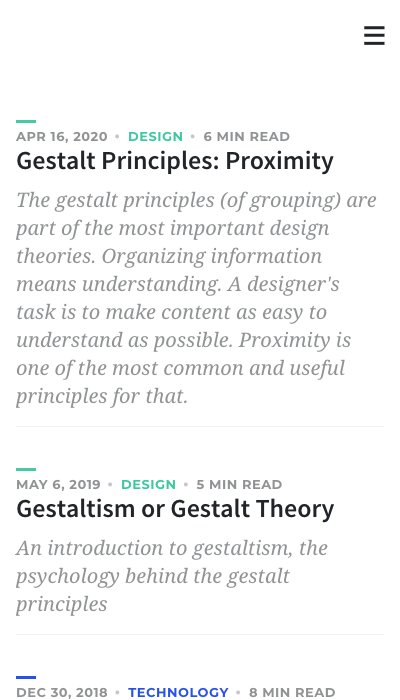 APR 16, 2020 • DESIGN • 6 MIN READ
Gestalt Principles: Proximity
The gestalt principles (of grouping) are
part of the most important design
theories. Organizing information
means understanding. A designer's
task is to make content as easy to
understand as possible. Proximity is
one of the most common and useful
principles for that.
MAY 6, 2019 • DESIGN • 5 MIN READ
Gestaltism or Gestalt Theory
An introduction to gestaltism, the
psychology behind the gestalt
principles
DEC 30, 2018 • TECHNOLOGY • 8 MIN READ